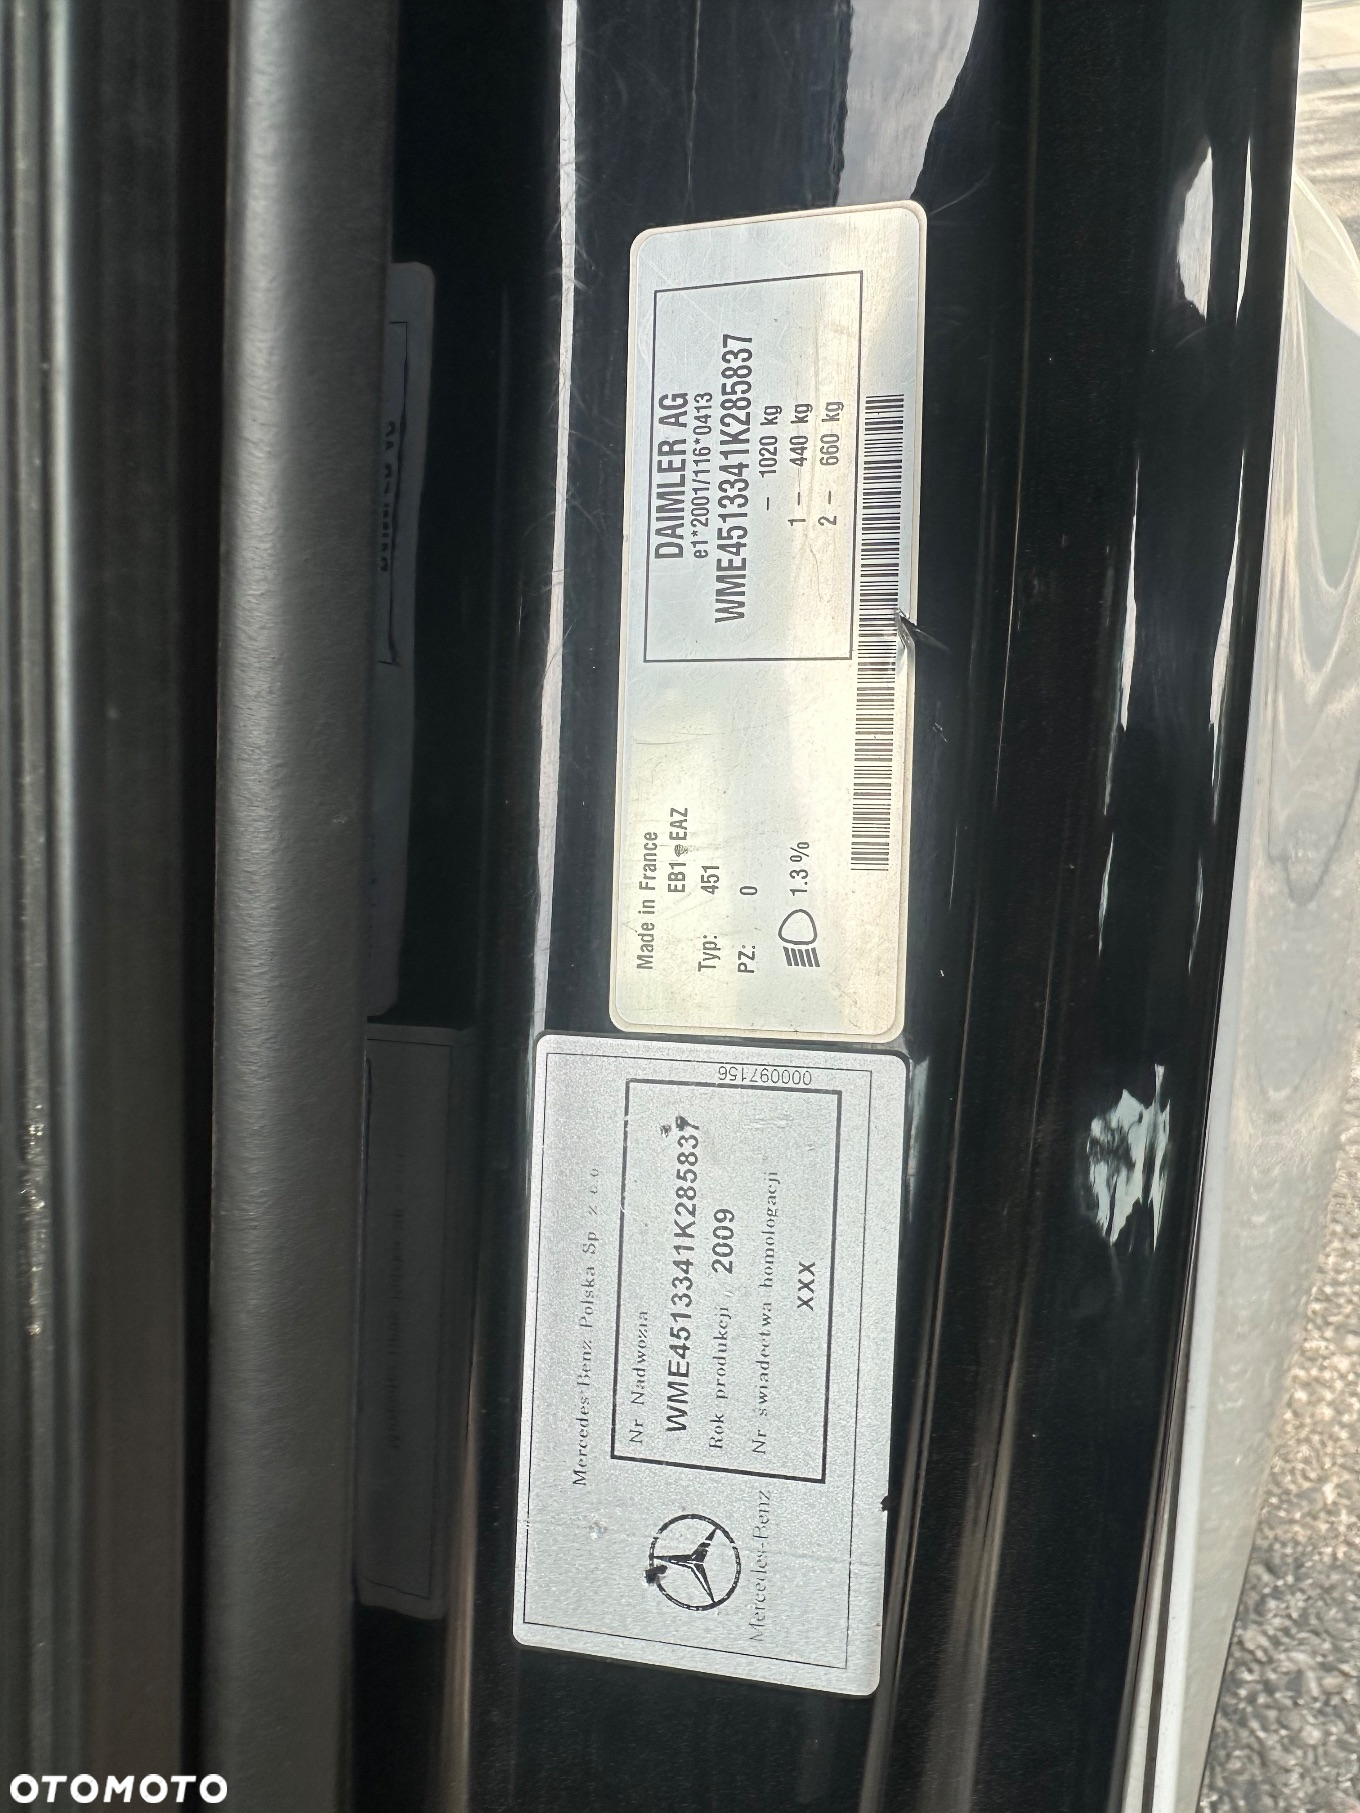 Made in France
EB1 EAZ
Typ: 451
PZ: 0
1.3%
DAIMLER AG
e1*2001/116*0413
WME4513341K285837
- 1020 kg
1 - 440 kg
2 - 660 kg
Mercedes-Benz Polska Sp. z o.o.
Nr Nadwozia
WME4513341K285837
Rok produkcji, 2009
Nr świadectwa homologacji
XXX
000097156
Mercedes-Benz
OTOMOTO